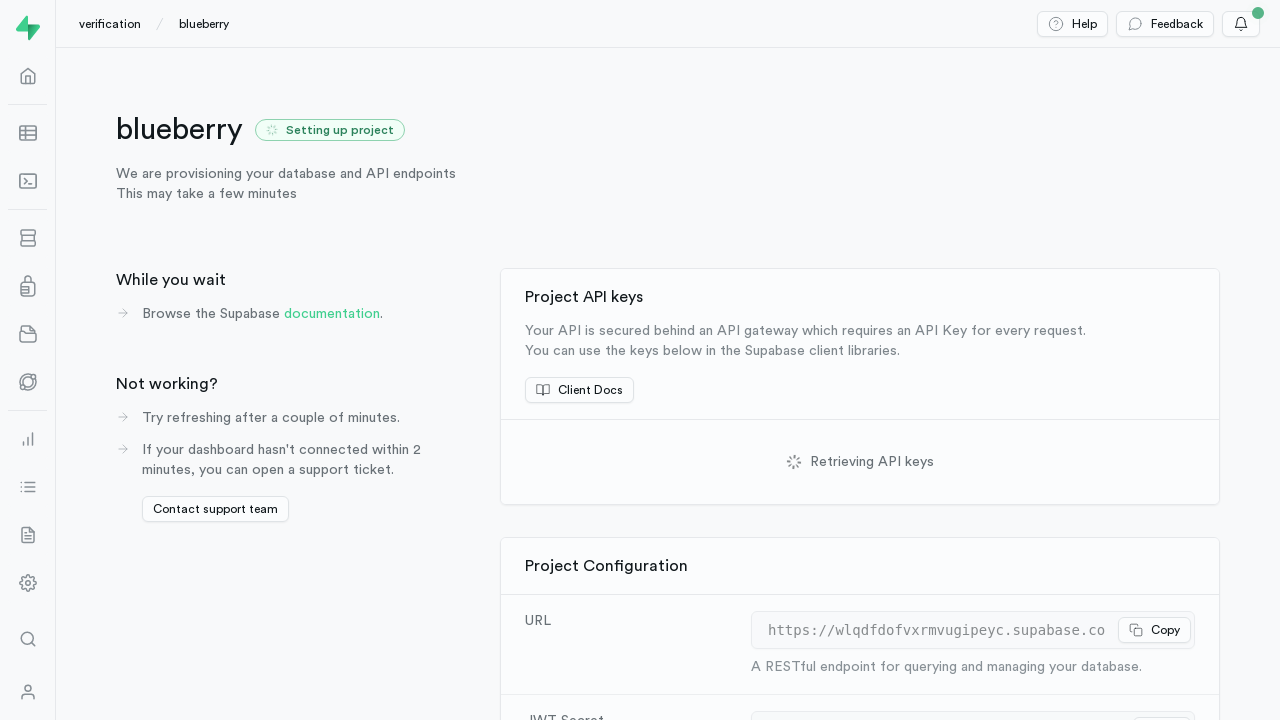 verification / blueberry
Help
Feedback
blueberry
Setting up project
We are provisioning your database and API endpoints
This may take a few minutes
While you wait
Browse the Supabase documentation.
Not working?
Try refreshing after a couple of minutes.
If your dashboard hasn't connected within 2
minutes, you can open a support ticket.
Contact support team
Project API keys
Your API is secured behind an API gateway which requires an API Key for every request.
You can use the keys below in the Supabase client libraries.
Client Docs
Retrieving API keys
Project Configuration
URL
https://wlqdfdofvxrmvugipeyc.supabase.co
Copy
A RESTful endpoint for querying and managing your database.
JWT Secret